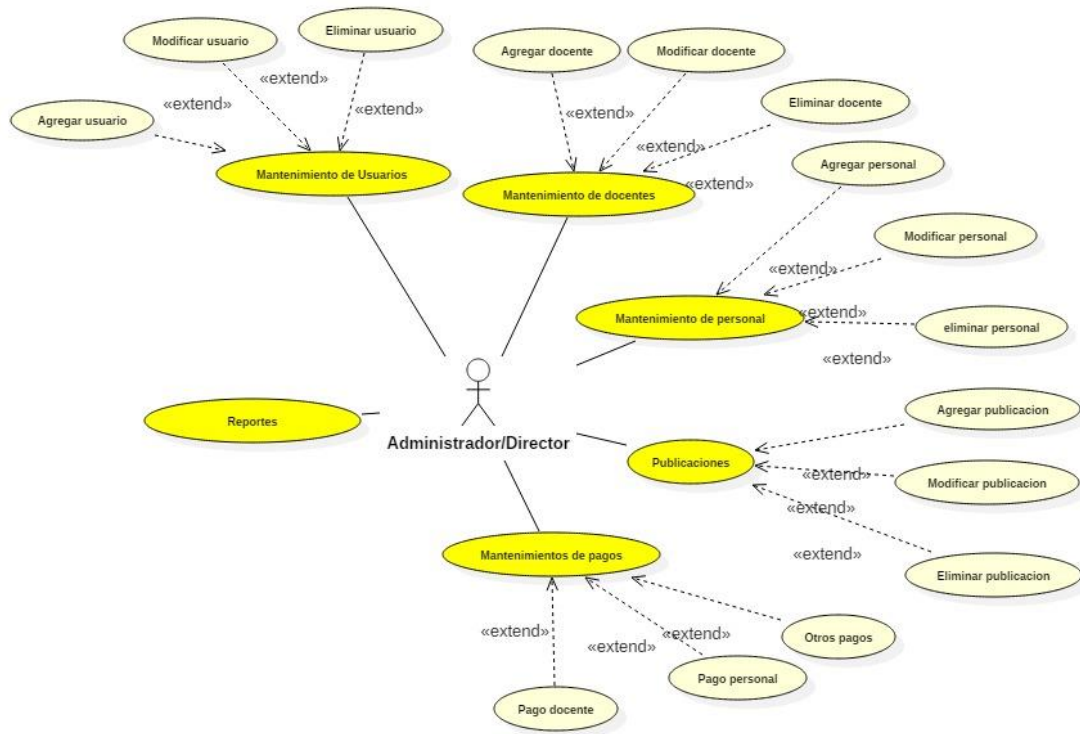 Eliminar usuario
Modificar usuario
Agregar docente
Modificar docente
«extend»
«extend»
Eliminar docente
«extend»
«extend»
Agregar usuario
«extend»
«extend»
Agregar personal
Mantenimiento de Usuarios
Mantenimiento de docentes
«extend»
Modificar personal
«extend»
Mantenimiento de personal
«extend»
eliminar personal
«extend»
Agregar publicacion
Reportes
Administrador/Director
Publicaciones
«extend»
Modificar publicacion
«extend»
Mantenimientos de pagos
«extend»
Eliminar publicacion
«extend»
«extend»
Otros pagos
«extend»
Pago personal
Pago docente